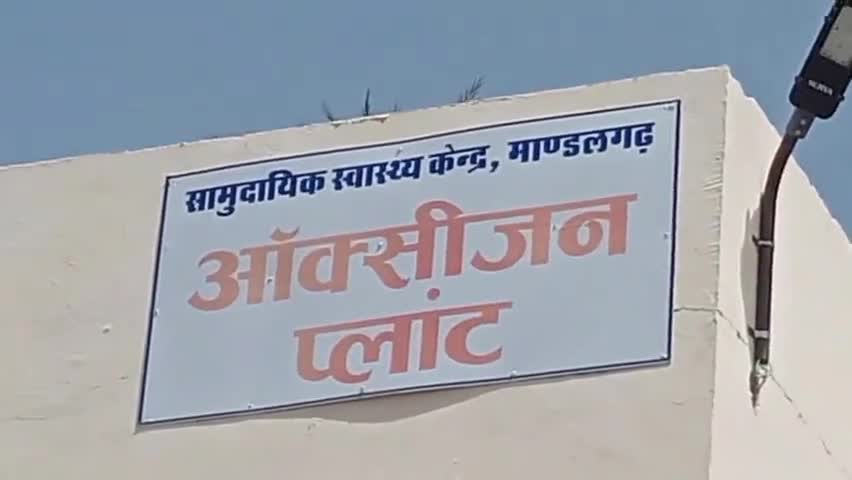 सामुदायिक स्वास्थ्य केन्द्र, माण्डलगढ़
ऑक्सीजन
प्लांट